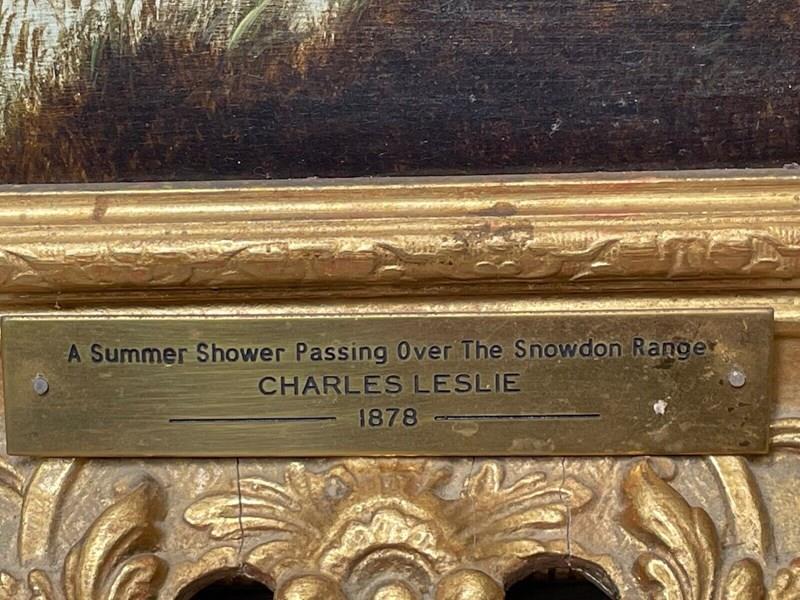 A Summer Shower Passing Over The Snowdon Range
CHARLES LESLIE
1878